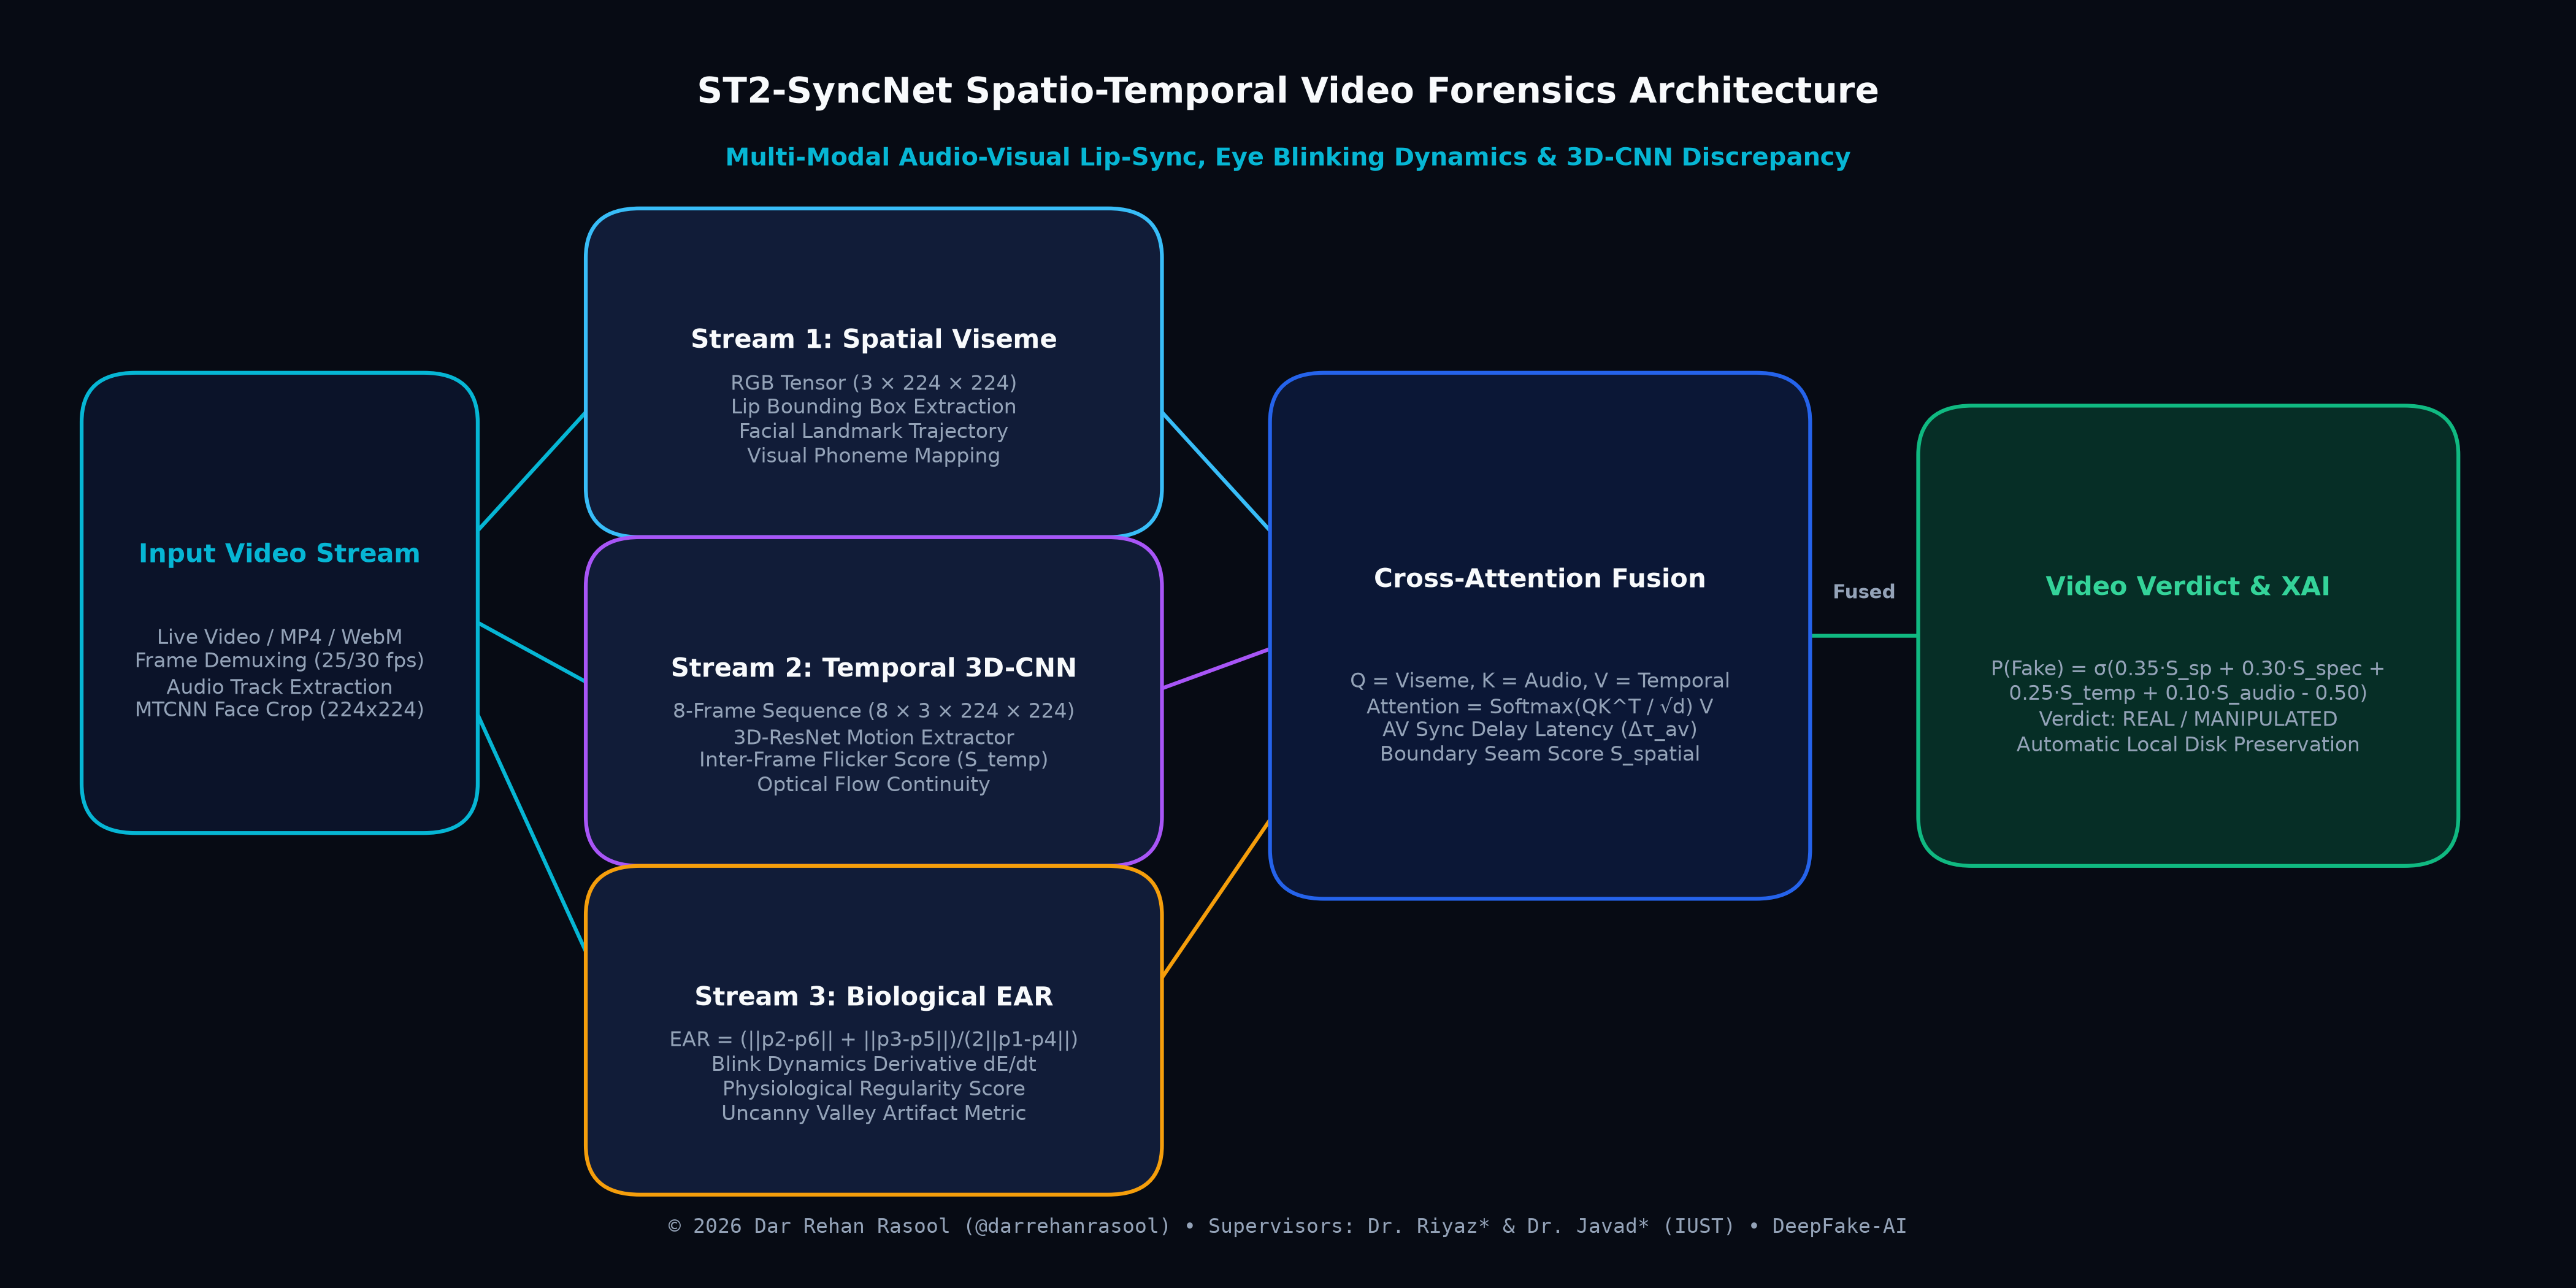 ST2-SyncNet Spatio-Temporal Video Forensics Architecture
Multi-Modal Audio-Visual Lip-Sync, Eye Blinking Dynamics & 3D-CNN Discrepancy
Input Video Stream
Live Video / MP4 / WebM
Frame Demuxing (25/30 fps)
Audio Track Extraction
MTCNN Face Crop (224x224)
Stream 1: Spatial Viseme
RGB Tensor (3 × 224 × 224)
Lip Bounding Box Extraction
Facial Landmark Trajectory
Visual Phoneme Mapping
Stream 2: Temporal 3D-CNN
8-Frame Sequence (8 × 3 × 224 × 224)
3D-ResNet Motion Extractor
Inter-Frame Flicker Score (S_temp)
Optical Flow Continuity
Stream 3: Biological EAR
EAR = (||p2-p6|| + ||p3-p5||)/(2||p1-p4||)
Blink Dynamics Derivative dE/dt
Physiological Regularity Score
Uncanny Valley Artifact Metric
Cross-Attention Fusion
Q = Viseme, K = Audio, V = Temporal
Attention = Softmax(QK^T / √d) V
AV Sync Delay Latency (Δτ_av)
Boundary Seam Score S_spatial
Fused
Video Verdict & XAI
P(Fake) = σ(0.35·S_sp + 0.30·S_spec +
0.25·S_temp + 0.10·S_audio - 0.50)
Verdict: REAL / MANIPULATED
Automatic Local Disk Preservation
© 2026 Dar Rehan Rasool (@darrehanrasool) • Supervisors: Dr. Riyaz* & Dr. Javad* (IUST) • DeepFake-AI